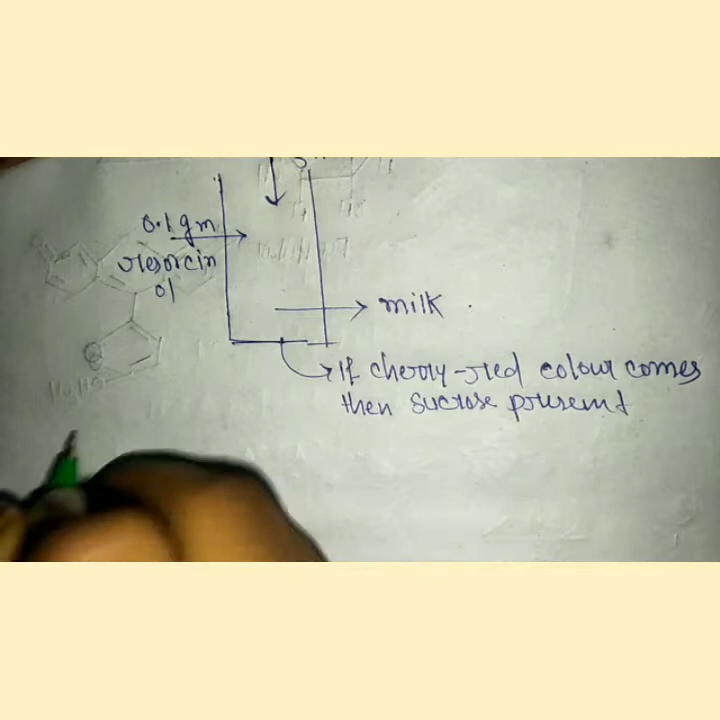 0.1 gm
resorcin
ol
milk
If cherry-red colour comes
then sucrose present